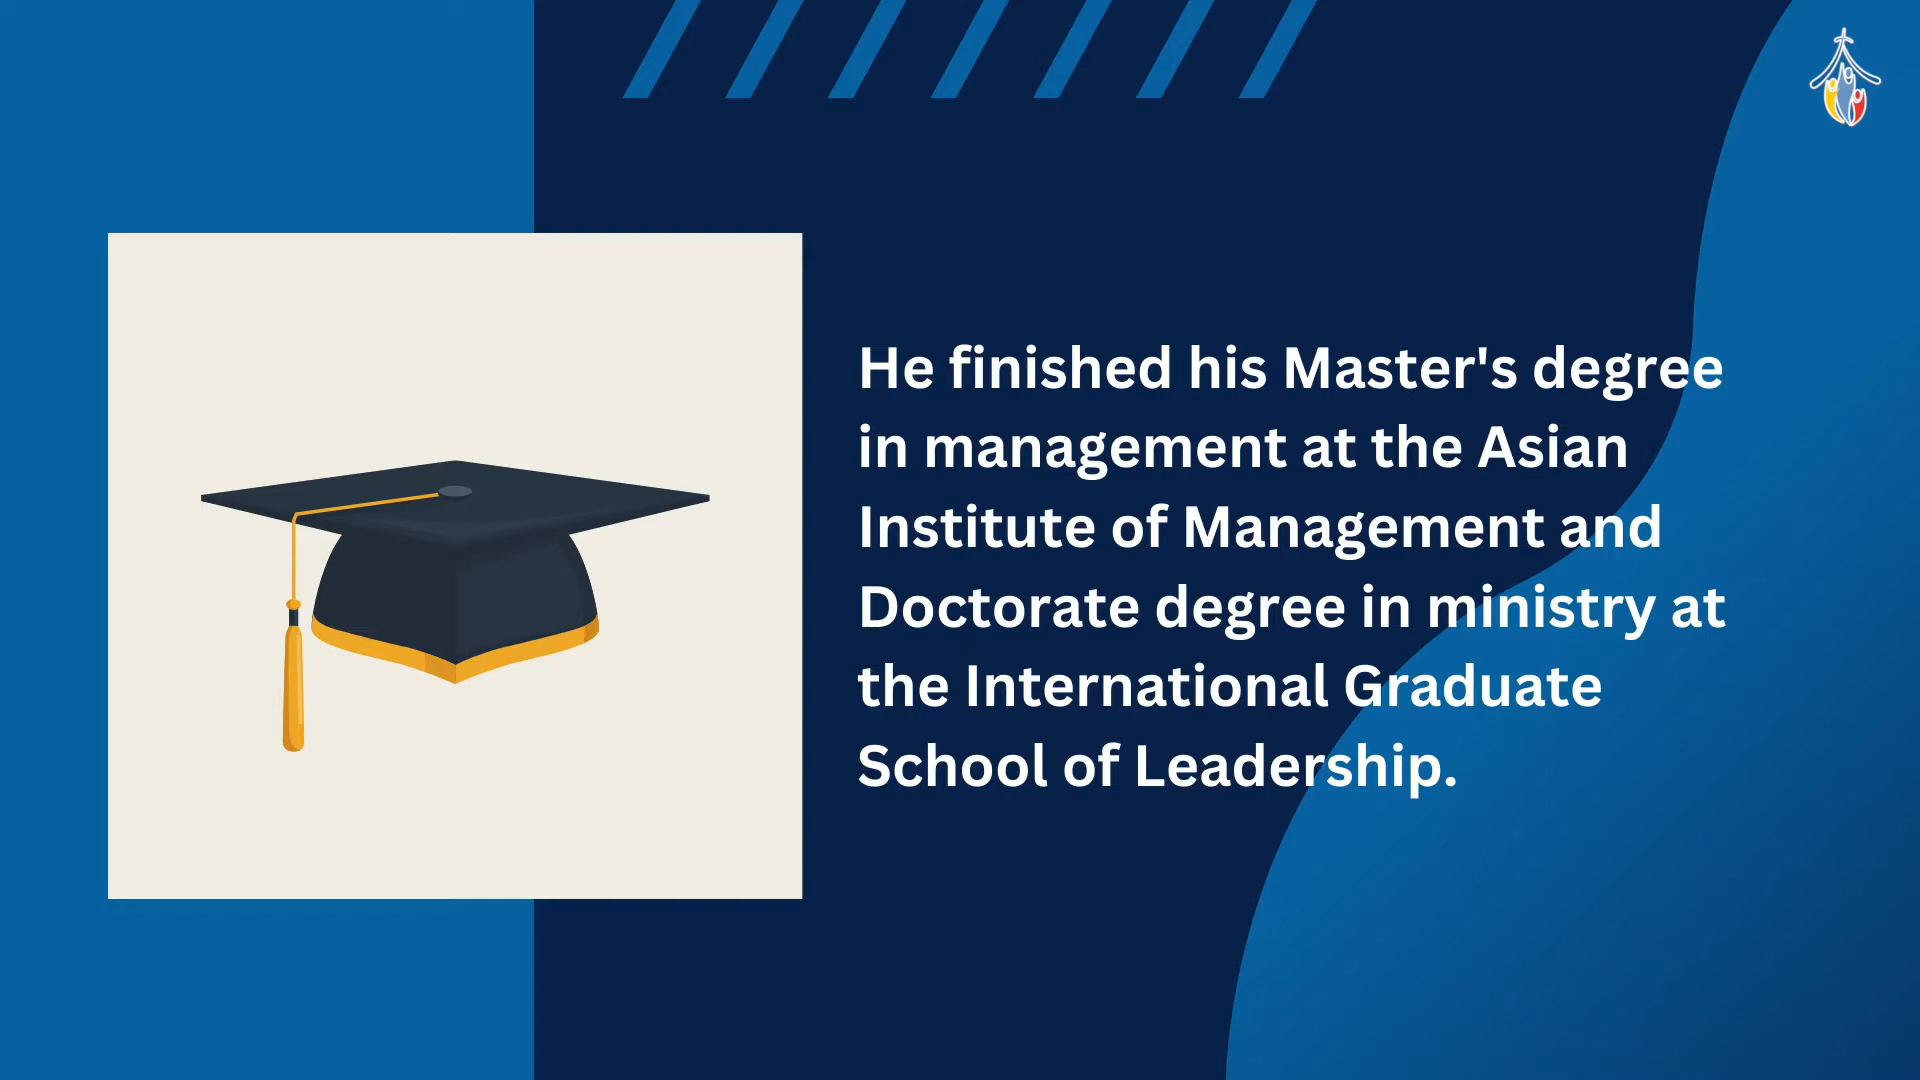 He finished his Master's degree
in management at the Asian
Institute of Management and
Doctorate degree in ministry at
the International Graduate
School of Leadership.